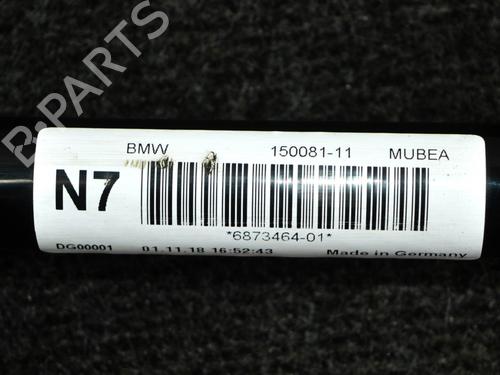 B-PARTS
BMW 150081-11 MUBEA
N7
*6873464-01*
DG00001 01.11.18 16:52:43 Made in Germany